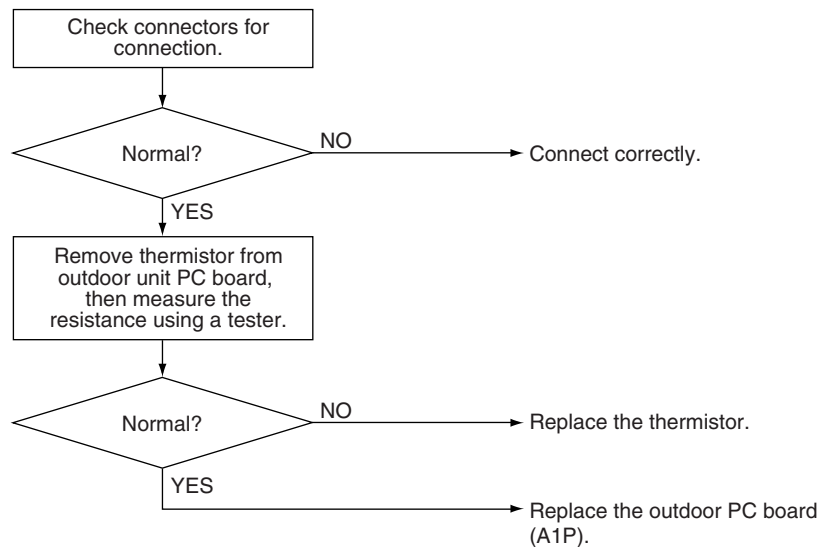 Check connectors for
connection.
Normal?
NO
Connect correctly.
YES
Remove thermistor from
outdoor unit PC board,
then measure the
resistance using a tester.
Normal?
NO
Replace the thermistor.
YES
Replace the outdoor PC board
(A1P).